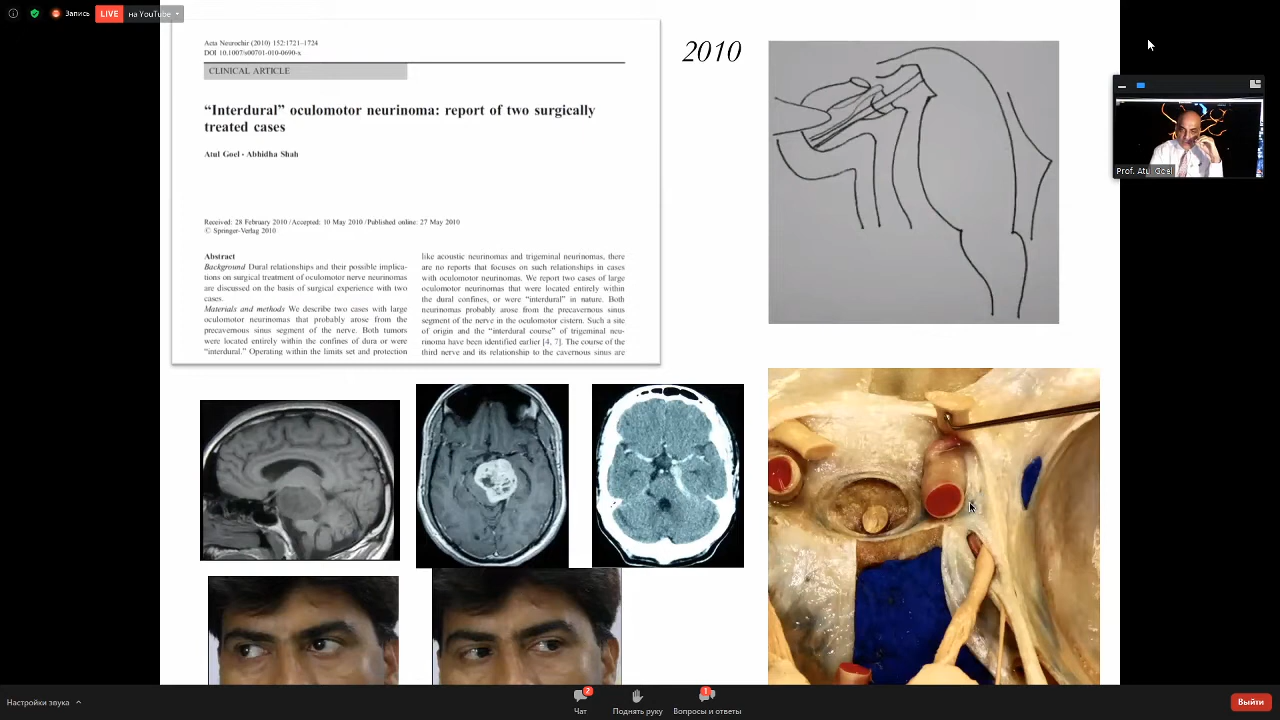 Запись
LIVE
на YouTube
Acta Neurochir (2010) 152:1721–1724
DOI 10.1007/s00701-010-0690-x
CLINICAL ARTICLE
“Interdural” oculomotor neurinoma: report of two surgically
treated cases
Atul Goel · Abhidha Shah
Received: 28 February 2010 / Accepted: 10 May 2010 / Published online: 27 May 2010
© Springer-Verlag 2010
Abstract
Background Dural relationships and their possible implica-
tions on surgical treatment of oculomotor nerve neurinomas
are discussed on the basis of surgical experience with two
cases.
Materials and methods We describe two cases with large
oculomotor neurinomas that probably arose from the
precavernous sinus segment of the nerve. Both tumors
were located entirely within the confines of dura or were
“interdural.” Operating within the limits set and protection
like acoustic neurinomas and trigeminal neurinomas, there
are no reports that focuses on such relationships in cases
with oculomotor neurinomas. We report two cases of large
oculomotor neurinomas that were located entirely within
the dural confines, or were “interdural” in nature. Both
neurinomas probably arose from the precavernous sinus
segment of the nerve in the oculomotor cistern. Such a site
of origin and the “interdural course” of trigeminal neu-
rinoma have been identified earlier [4, 7]. The course of the
third nerve and its relationship to the cavernous sinus are
2010
Prof. Atul Goel
Настройки звука
2
Чат
Поднять руку
1
Вопросы и ответы
Выйти